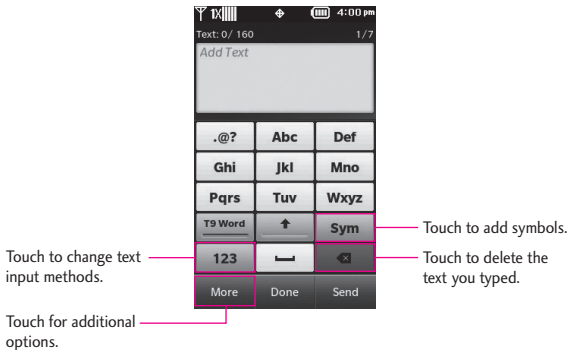 1X 4:00 pm
Text: 0/ 160 1/7
Add Text
.@? Abc Def
Ghi Jkl Mno
Pqrs Tuv Wxyz
T9 Word Sym
Touch to add symbols.
123
Touch to change text
input methods.
Touch to delete the
text you typed.
More Done Send
Touch for additional
options.